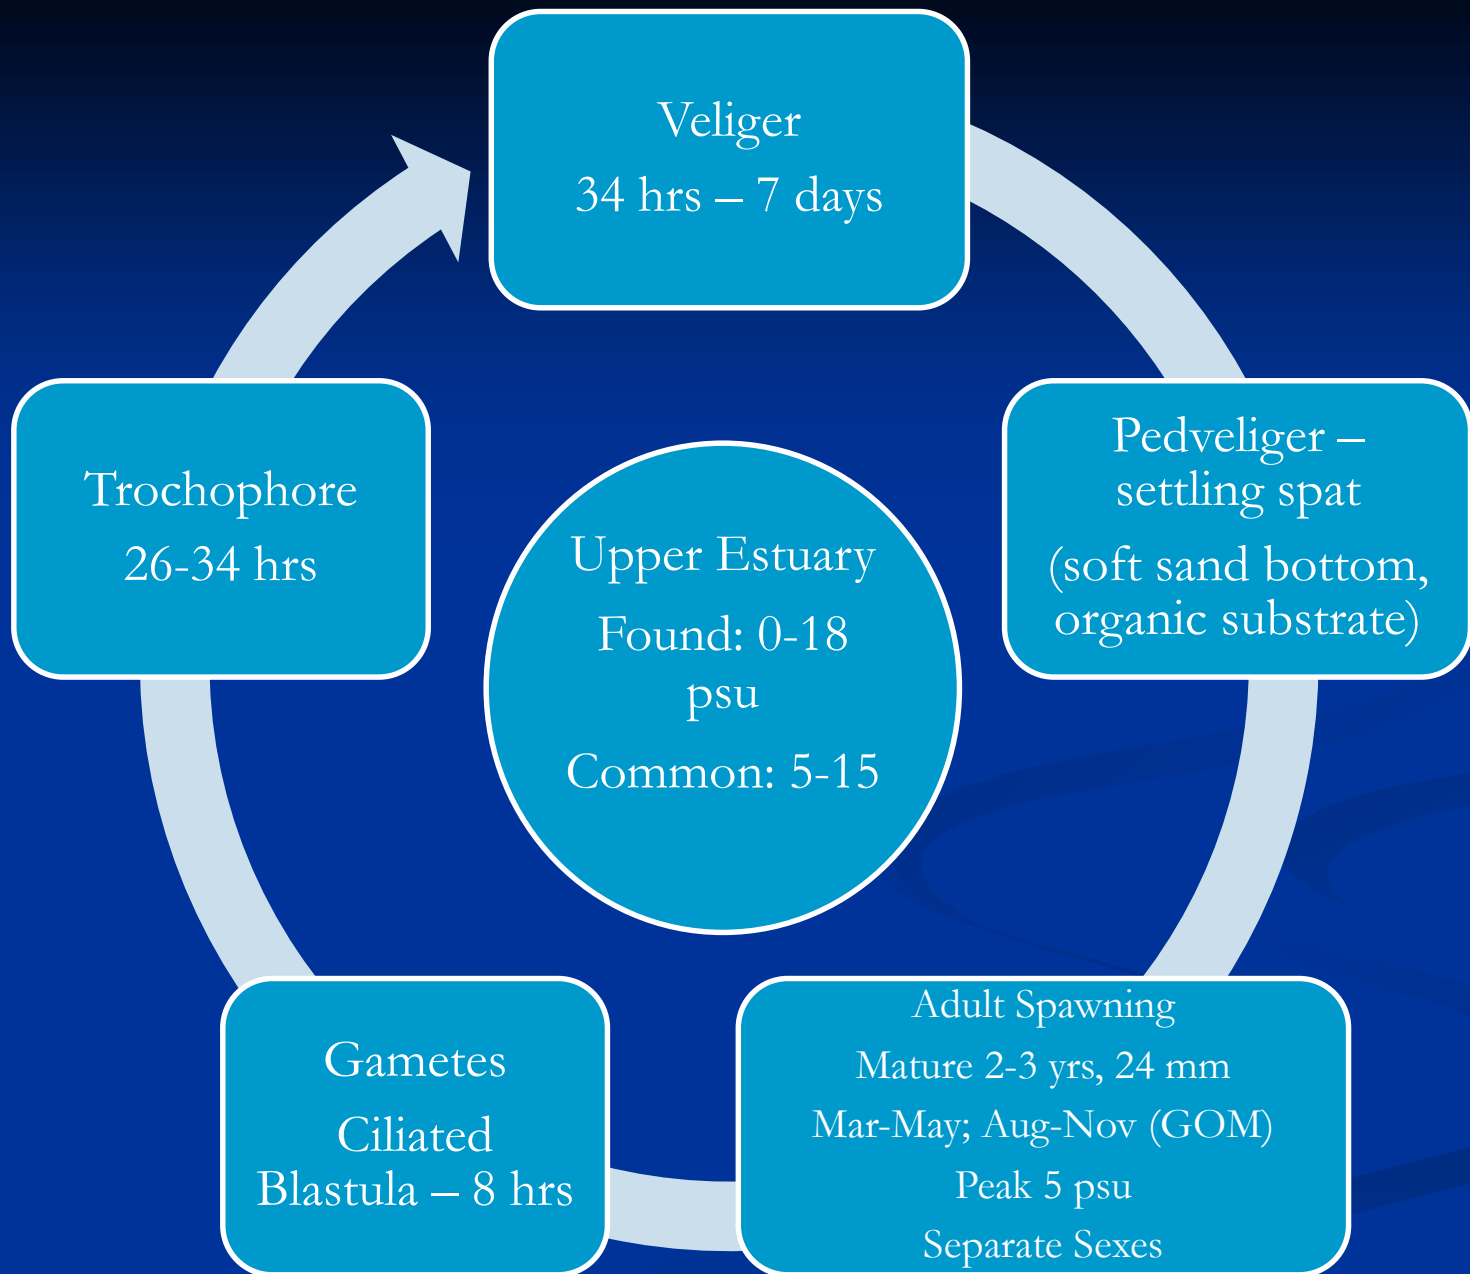 Veliger
34 hrs – 7 days
Pedveliger –
settling spat
(soft sand bottom,
organic substrate)
Adult Spawning
Mature 2-3 yrs, 24 mm
Mar-May; Aug-Nov (GOM)
Peak 5 psu
Separate Sexes
Gametes
Ciliated
Blastula – 8 hrs
Trochophore
26-34 hrs
Upper Estuary
Found: 0-18
psu
Common: 5-15